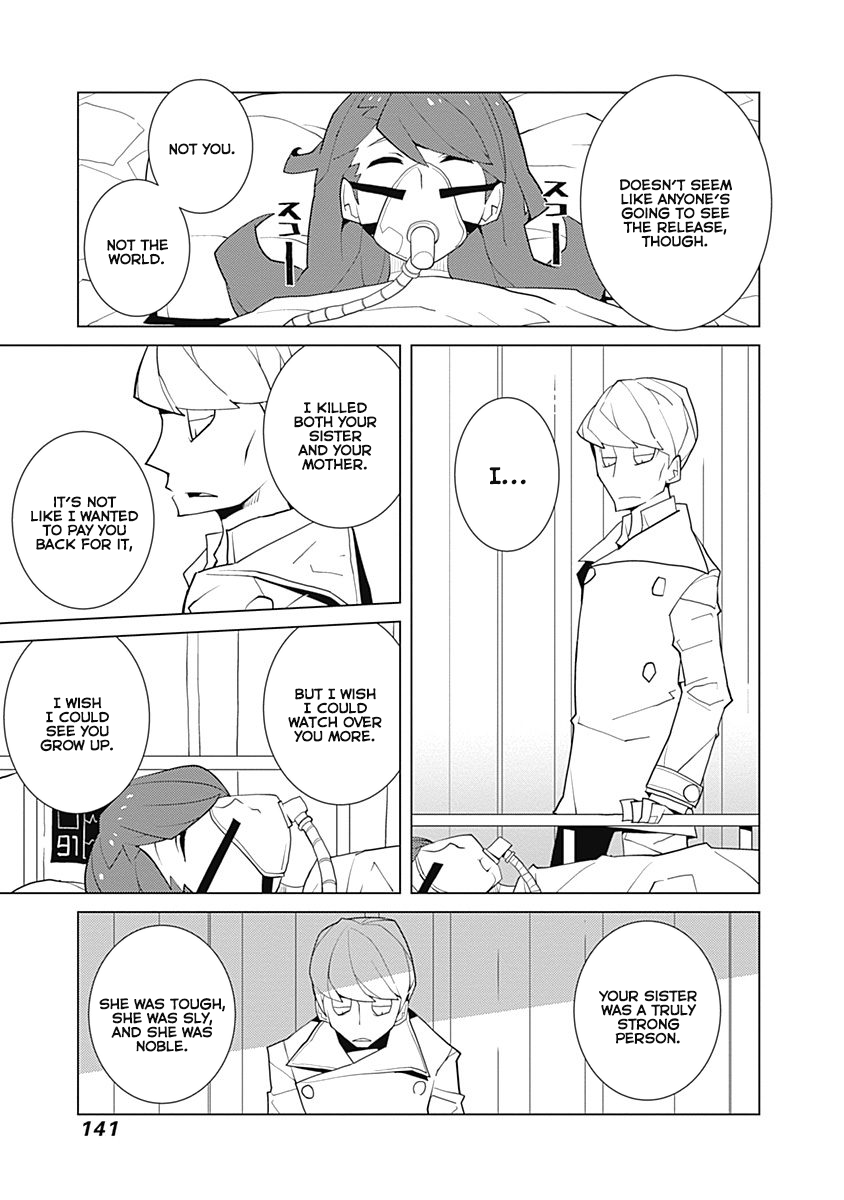 DOESN'T SEEM
LIKE ANYONE'S
GOING TO SEE
THE RELEASE,
THOUGH.
スコー
スコー
NOT YOU.
NOT THE
WORLD.
I...
I KILLED
BOTH YOUR
SISTER
AND YOUR
MOTHER.
IT'S NOT
LIKE I WANTED
TO PAY YOU
BACK FOR IT,
BUT I WISH
I COULD
WATCH OVER
YOU MORE.
I WISH
I COULD
SEE YOU
GROW UP.
91
YOUR SISTER
WAS A TRULY
STRONG
PERSON.
SHE WAS TOUGH,
SHE WAS SLY,
AND SHE WAS
NOBLE.
141